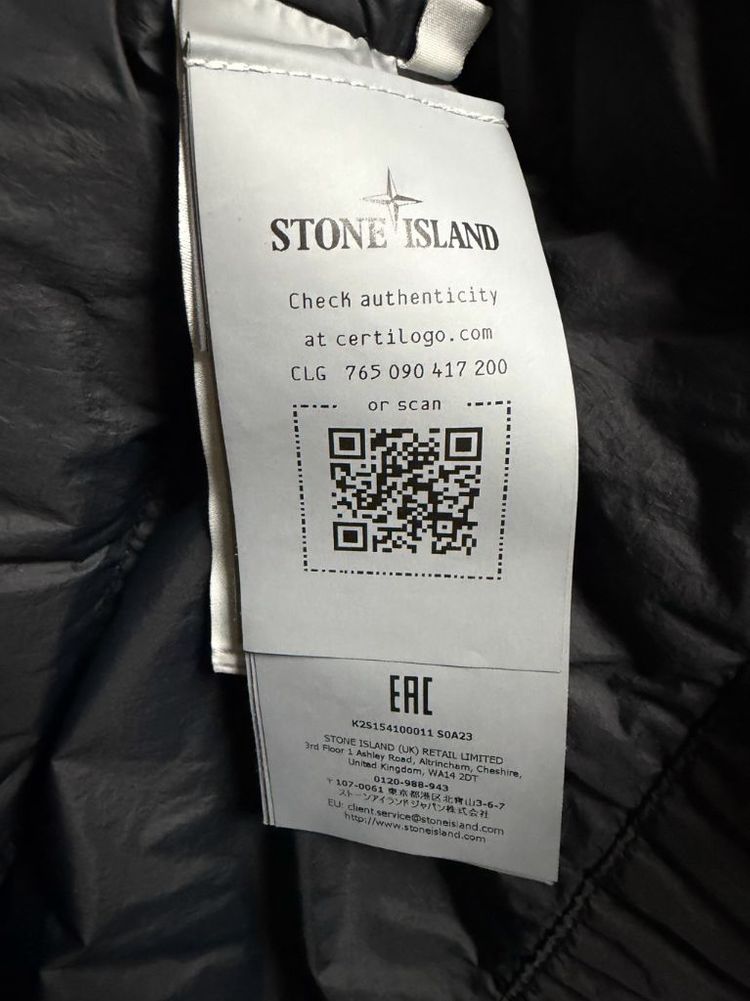 STONE ISLAND
Check authenticity
at certilogo.com
CLG 765 090 417 200
or scan
EAC
K2S154100011 S0A23
STONE ISLAND (UK) RETAIL LIMITED
3rd Floor 1 Ashley Road, Altrincham, Cheshire,
United Kingdom, WA14 2DT
0120-988-943
〒107-0061 東京都港区北青山3-6-7
ストーンアイランドジャパン株式会社
EU: client.service@stoneisland.com
http://www.stoneisland.com